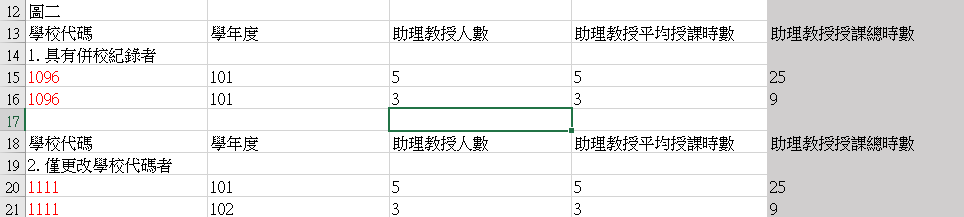 12 圖二
13 學校代碼 學年度 助理教授人數 助理教授平均授課時數 助理教授授課總時數
14 1. 具有併校紀錄者
15 1096 101 5 5 25
16 1096 101 3 3 9
17
18 學校代碼 學年度 助理教授人數 助理教授平均授課時數 助理教授授課總時數
19 2. 僅更改學校代碼者
20 1111 101 5 5 25
21 1111 102 3 3 9